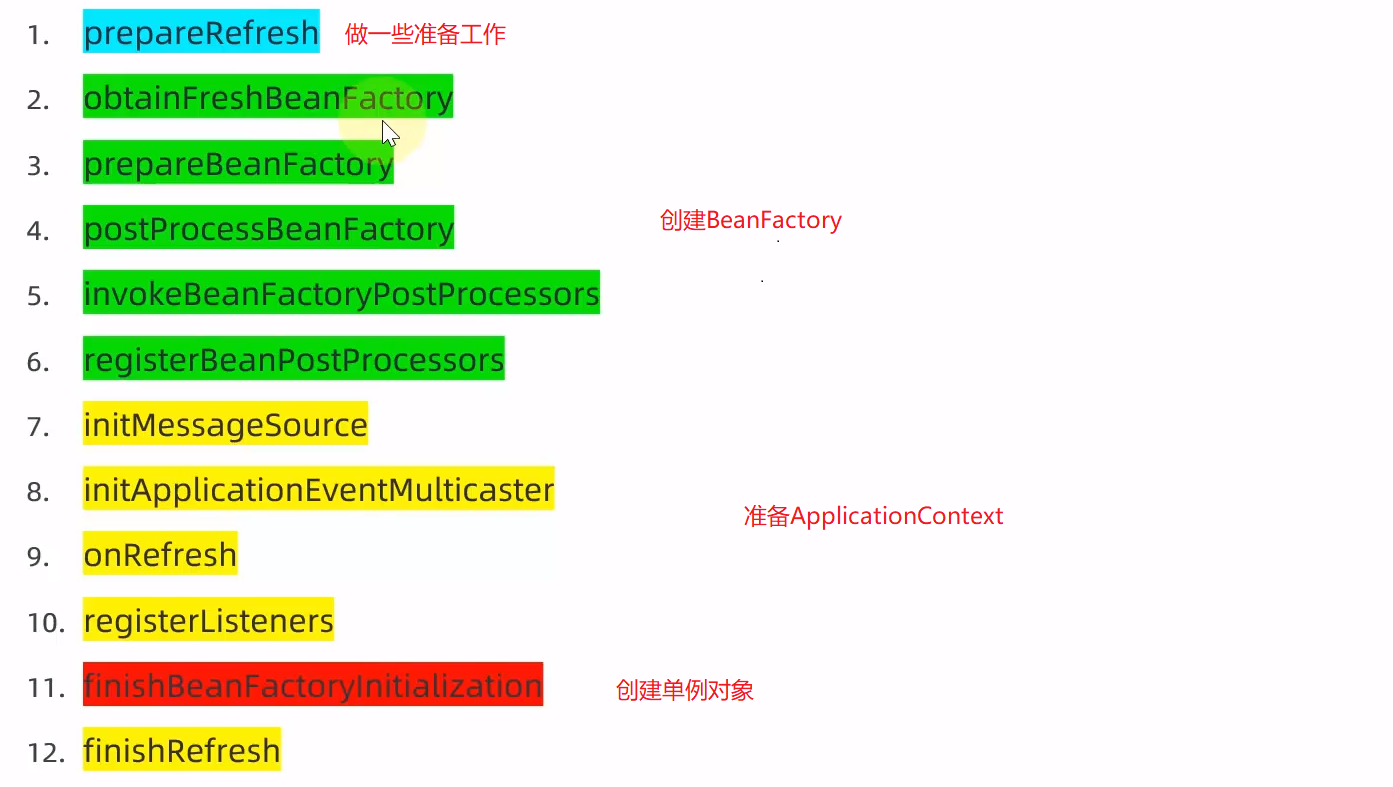 1. prepareRefresh 做一些准备工作
2. obtainFreshBeanFactory
3. prepareBeanFactory
4. postProcessBeanFactory 创建BeanFactory
5. invokeBeanFactoryPostProcessors
6. registerBeanPostProcessors
7. initMessageSource
8. initApplicationEventMulticaster
准备ApplicationContext
9. onRefresh
10. registerListeners
11. finishBeanFactoryInitialization 创建单例对象
12. finishRefresh